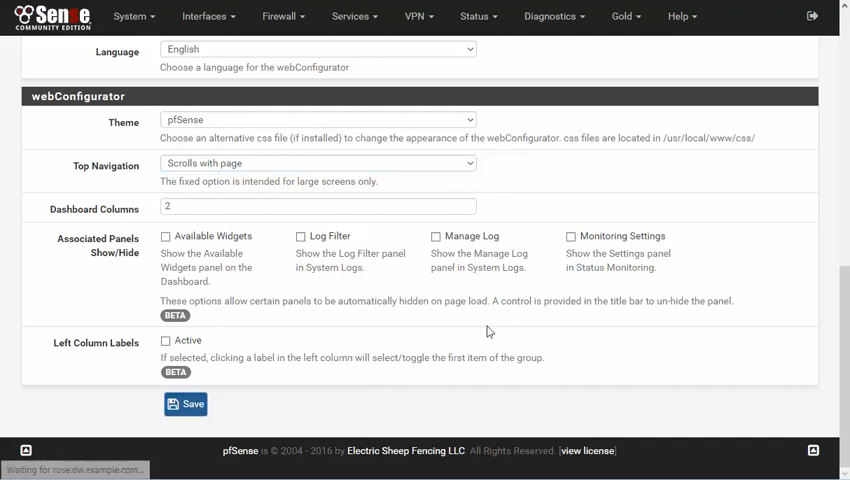 Sense
COMMUNITY EDITION
System Interfaces Firewall Services VPN Status Diagnostics Gold Help
Language English
Choose a language for the webConfigurator
webConfigurator
Theme pfSense
Choose an alternative css file (if installed) to change the appearance of the webConfigurator. css files are located in /usr/local/www/css/
Top Navigation Scrolls with page
The fixed option is intended for large screens only.
Dashboard Columns 2
Associated Panels Available Widgets Log Filter Manage Log Monitoring Settings
Show/Hide Show the Available Show the Log Filter panel Show the Manage Log Show the Settings panel
Widgets panel on the in System Logs. panel in System Logs. in Status Monitoring.
Dashboard.
These options allow certain panels to be automatically hidden on page load. A control is provided in the title bar to un-hide the panel.
BETA
Left Column Labels Active
If selected, clicking a label in the left column will select/toggle the first item of the group.
BETA
Save
pfSense is © 2004 - 2016 by Electric Sheep Fencing LLC. All Rights Reserved. [view license]
Waiting for rose.dw.example.com...